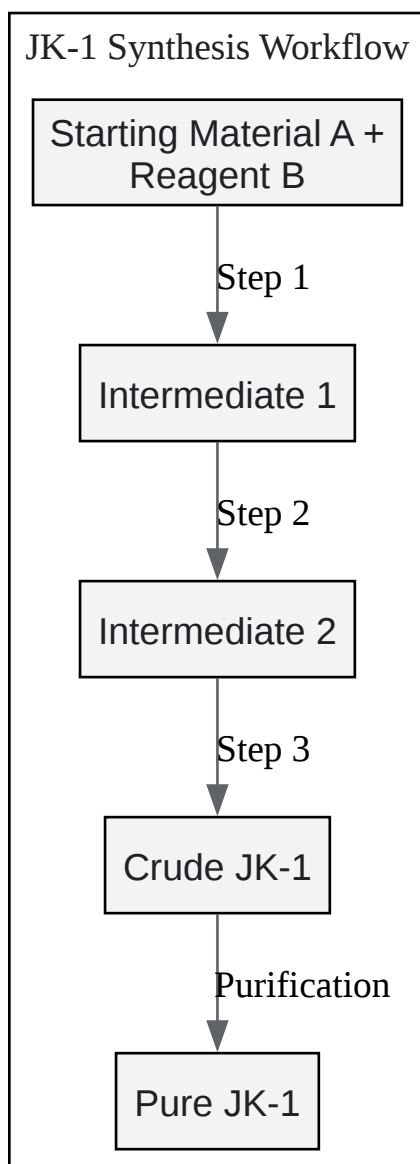 JK-1 Synthesis Workflow
Starting Material A +
Reagent B
Step 1
Intermediate 1
Step 2
Intermediate 2
Step 3
Crude JK-1
Purification
Pure JK-1